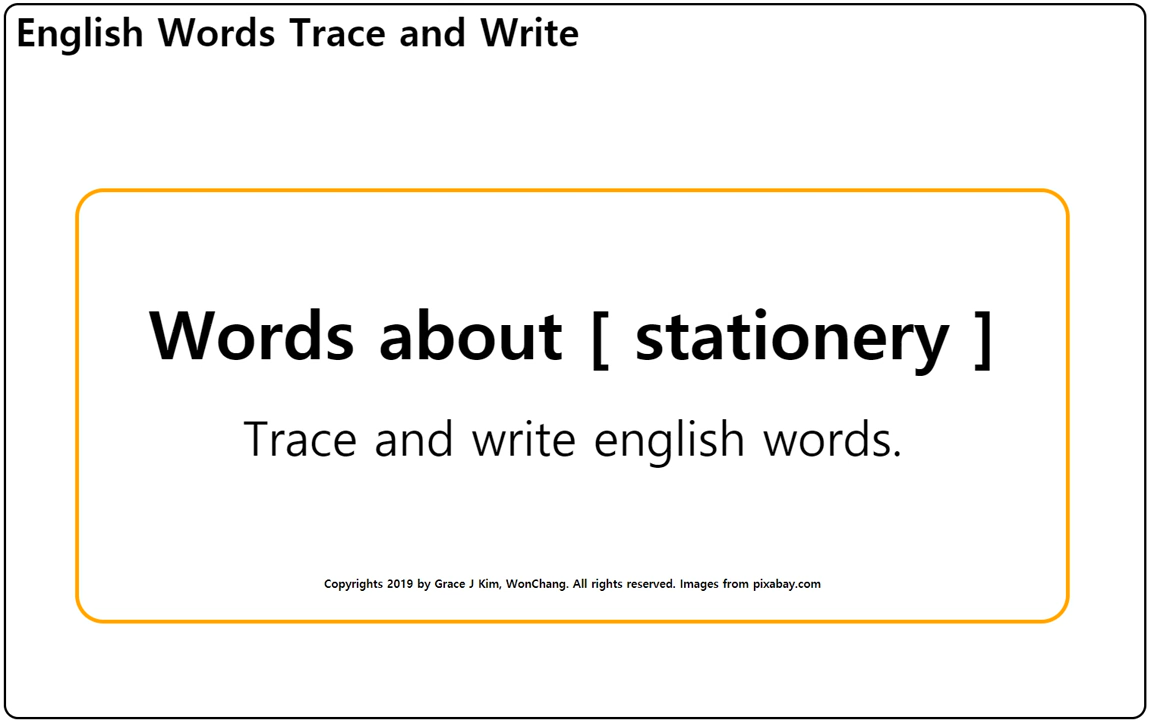 English Words Trace and Write
Words about [ stationery ]
Trace and write english words.
Copyrights 2019 by Grace J Kim, WonChang. All rights reserved. Images from pixabay.com